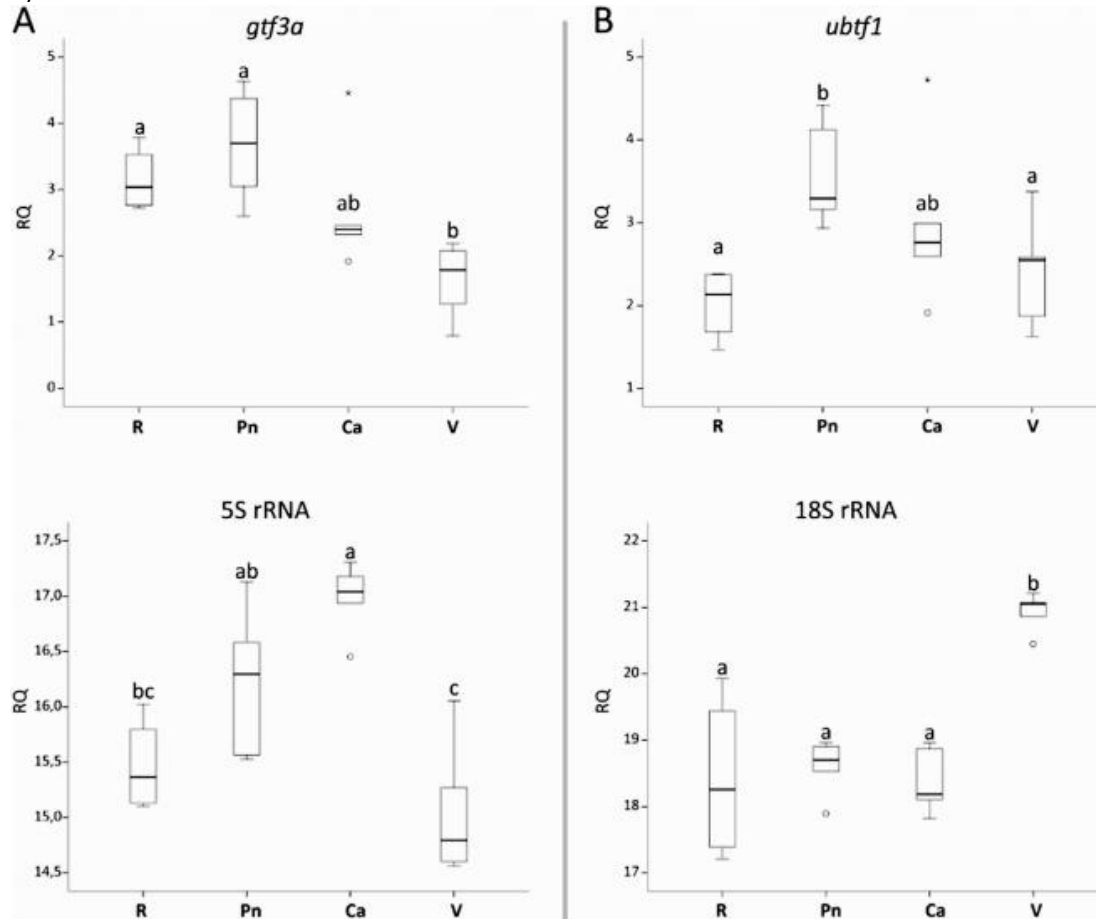 A gtf3a
5
4
3
2
1
0
RQ
a
a
ab
*
b
R Pn Ca V
5S rRNA
17,5
17,0
16,5
16,0
15,5
15,0
14,5
RQ
bc
ab
a
c
R Pn Ca V
B ubtf1
5
4
3
2
1
RQ
a
b
ab
*
a
R Pn Ca V
18S rRNA
22
21
20
19
18
17
RQ
a
a
a
b
R Pn Ca V